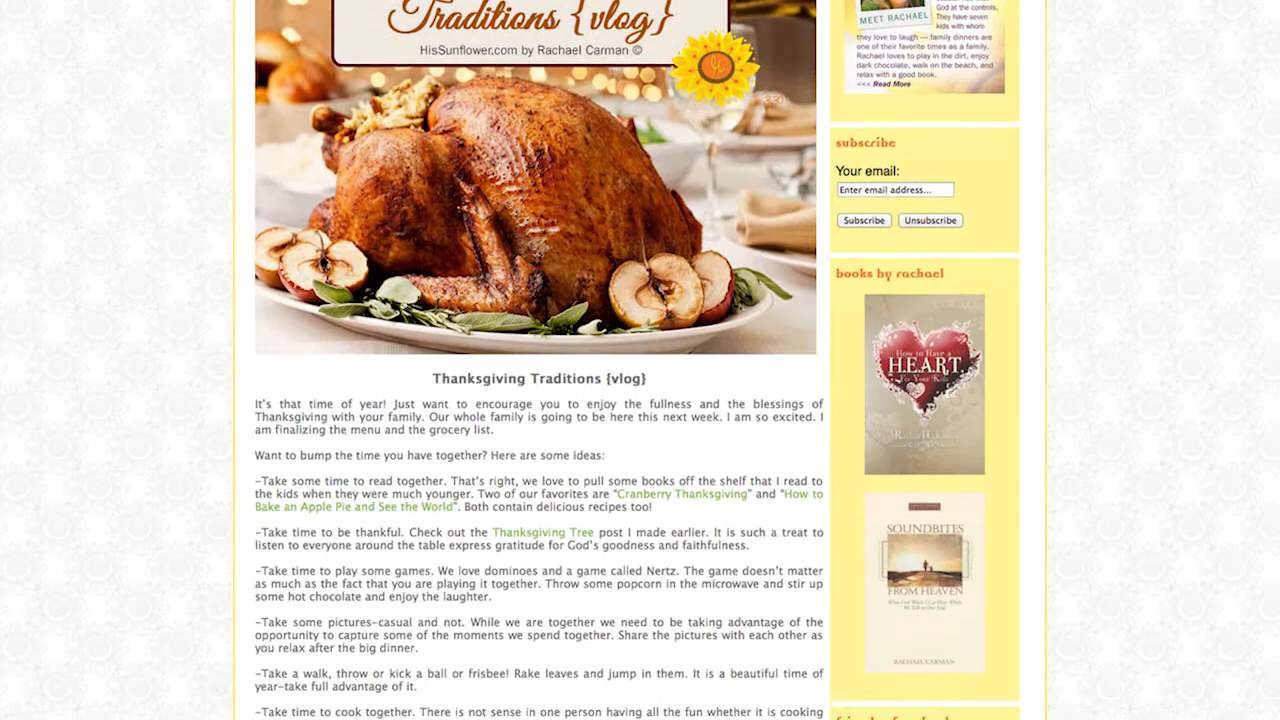 Traditions {vlog}
HisSunflower.com by Rachael Carman ©
Thanksgiving Traditions {vlog}
It's that time of year! Just want to encourage you to enjoy the fullness and the blessings of
Thanksgiving with your family. Our whole family is going to be here this next week. I am so excited. I
am finalizing the menu and the grocery list.
Want to bump the time you have together? Here are some ideas:
-Take some time to read together. That's right, we love to pull some books off the shelf that I read to
the kids when they were much younger. Two of our favorites are "Cranberry Thanksgiving" and "How to
Bake an Apple Pie and See the World". Both contain delicious recipes too!
-Take time to be thankful. Check out the Thanksgiving Tree post I made earlier. It is such a treat to
listen to everyone around the table express gratitude for God's goodness and faithfulness.
-Take time to play some games. We love dominoes and a game called Nertz. The game doesn't matter
as much as the fact that you are playing it together. Throw some popcorn in the microwave and stir up
some hot chocolate and enjoy the laughter.
-Take some pictures-casual and not. While we are together we need to be taking advantage of the
opportunity to capture some of the moments we spend together. Share the pictures with each other as
you relax after the big dinner.
-Take a walk, throw or kick a ball or frisbee! Rake leaves and jump in them. It is a beautiful time of
year-take full advantage of it.
-Take time to cook together. There is not sense in one person having all the fun whether it is cooking
MEET RACHAEL
God at the controls.
They have seven
kids with whom
they love to laugh — family dinners are
one of their favorite times as a family.
Rachael loves to play in the dirt, enjoy
dark chocolate, walk on the beach, and
relax with a good book.
<<< Read More
subscribe
Your email:
Enter email address...
Subscribe Unsubscribe
books by rachael
How to Have a
H.E.A.R.T.
For Your Kids
SOUNDBITES
FROM HEAVEN
What God Wants Us to Hear When
We Talk to Our Kids
RACHAEL CARMAN